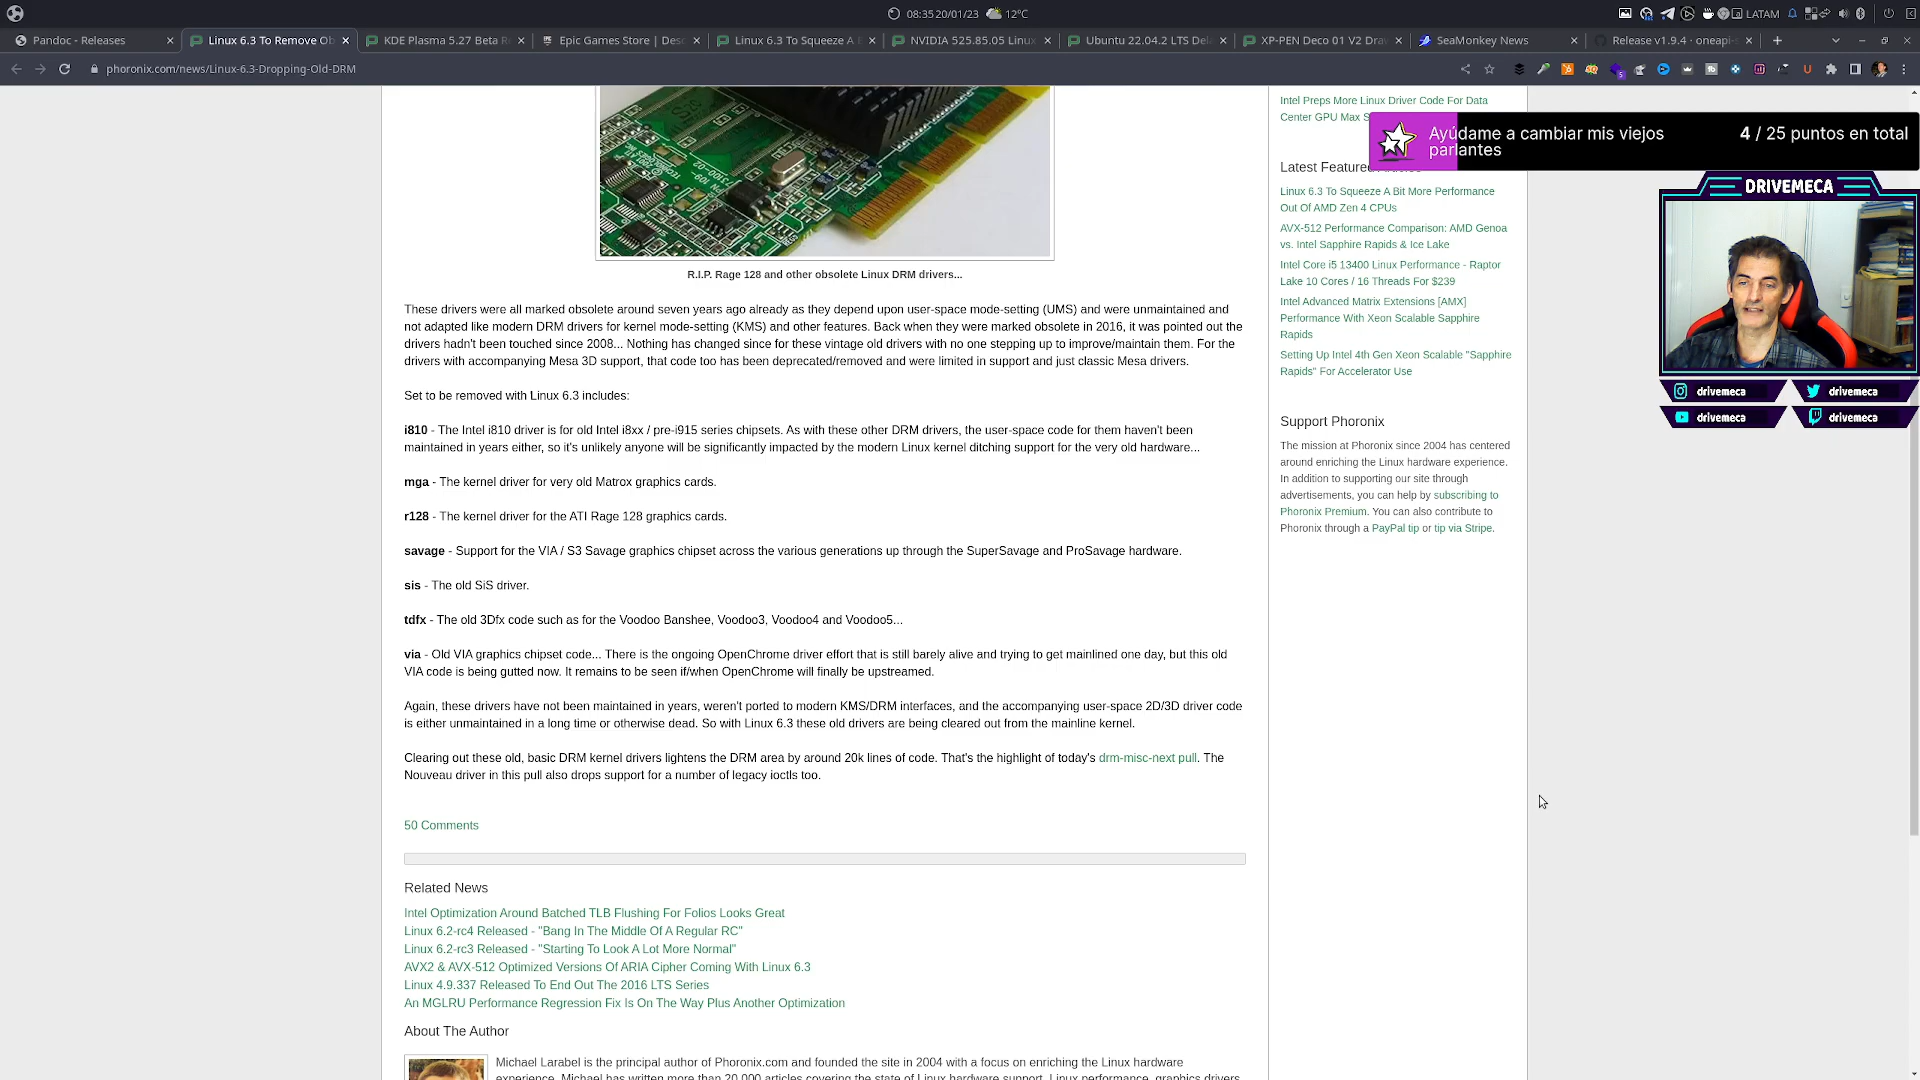 08:35 20/01/23 12°C
LATAM
Pandoc - Releases
Linux 6.3 To Remove Ob
KDE Plasma 5.27 Beta R
Epic Games Store | Desc
Linux 6.3 To Squeeze A B
NVIDIA 525.85.05 Linux
Ubuntu 22.04.2 LTS Del
XP-PEN Deco 01 V2 Draw
SeaMonkey News
Release v1.9.4 · oneapi-s
phoronix.com/news/Linux-6.3-Dropping-Old-DRM
R.I.P. Rage 128 and other obsolete Linux DRM drivers...
These drivers were all marked obsolete around seven years ago already as they depend upon user-space mode-setting (UMS) and were unmaintained and
not adapted like modern DRM drivers for kernel mode-setting (KMS) and other features. Back when they were marked obsolete in 2016, it was pointed out the
drivers hadn't been touched since 2008... Nothing has changed since for these vintage old drivers with no one stepping up to improve/maintain them. For the
drivers with accompanying Mesa 3D support, that code too has been deprecated/removed and were limited in support and just classic Mesa drivers.
Set to be removed with Linux 6.3 includes:
i810 - The Intel i810 driver is for old Intel i8xx / pre-i915 series chipsets. As with these other DRM drivers, the user-space code for them haven't been
maintained in years either, so it's unlikely anyone will be significantly impacted by the modern Linux kernel ditching support for the very old hardware...
mga - The kernel driver for very old Matrox graphics cards.
r128 - The kernel driver for the ATI Rage 128 graphics cards.
savage - Support for the VIA / S3 Savage graphics chipset across the various generations up through the SuperSavage and ProSavage hardware.
sis - The old SiS driver.
tdfx - The old 3Dfx code such as for the Voodoo Banshee, Voodoo3, Voodoo4 and Voodoo5...
via - Old VIA graphics chipset code... There is the ongoing OpenChrome driver effort that is still barely alive and trying to get mainlined one day, but this old
VIA code is being gutted now. It remains to be seen if/when OpenChrome will finally be upstreamed.
Again, these drivers have not been maintained in years, weren't ported to modern KMS/DRM interfaces, and the accompanying user-space 2D/3D driver code
is either unmaintained in a long time or otherwise dead. So with Linux 6.3 these old drivers are being cleared out from the mainline kernel.
Clearing out these old, basic DRM kernel drivers lightens the DRM area by around 20k lines of code. That's the highlight of today's drm-misc-next pull. The
Nouveau driver in this pull also drops support for a number of legacy ioctls too.
50 Comments
Related News
Intel Optimization Around Batched TLB Flushing For Folios Looks Great
Linux 6.2-rc4 Released - "Bang In The Middle Of A Regular RC"
Linux 6.2-rc3 Released - "Starting To Look A Lot More Normal"
AVX2 & AVX-512 Optimized Versions Of ARIA Cipher Coming With Linux 6.3
Linux 4.9.337 Released To End Out The 2016 LTS Series
An MGLRU Performance Regression Fix Is On The Way Plus Another Optimization
About The Author
Michael Larabel is the principal author of Phoronix.com and founded the site in 2004 with a focus on enriching the Linux hardware
experience. Michael has written more than 20,000 articles covering the state of Linux hardware support, Linux performance, graphics drivers
Intel Preps More Linux Driver Code For Data
Center GPU Max S
Latest Feature
Linux 6.3 To Squeeze A Bit More Performance
Out Of AMD Zen 4 CPUs
AVX-512 Performance Comparison: AMD Genoa
vs. Intel Sapphire Rapids & Ice Lake
Intel Core i5 13400 Linux Performance - Raptor
Lake 10 Cores / 16 Threads For $239
Intel Advanced Matrix Extensions [AMX]
Performance With Xeon Scalable Sapphire
Rapids
Setting Up Intel 4th Gen Xeon Scalable "Sapphire
Rapids" For Accelerator Use
Support Phoronix
The mission at Phoronix since 2004 has centered
around enriching the Linux hardware experience.
In addition to supporting our site through
advertisements, you can help by subscribing to
Phoronix Premium. You can also contribute to
Phoronix through a PayPal tip or tip via Stripe.
Ayúdame a cambiar mis viejos
parlantes
4 / 25 puntos en total
DRIVEMECA
drivemeca
drivemeca
drivemeca
drivemeca